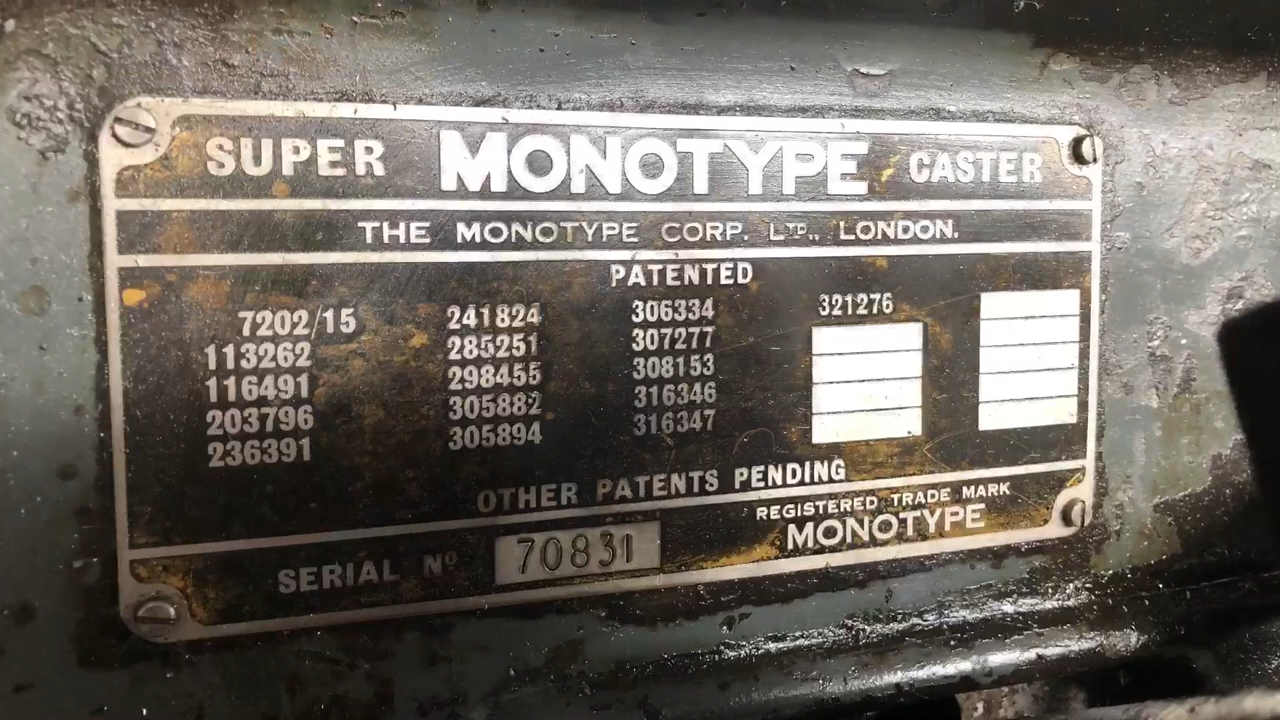 SUPER MONOTYPE CASTER
THE MONOTYPE CORP. LTD., LONDON.
PATENTED
7202/15 241824 306334 321276
113262 285251 307277
116491 298455 308153
203796 305882 316346
236391 305894 316347
OTHER PATENTS PENDING
REGISTERED TRADE MARK
MONOTYPE
SERIAL No 70831